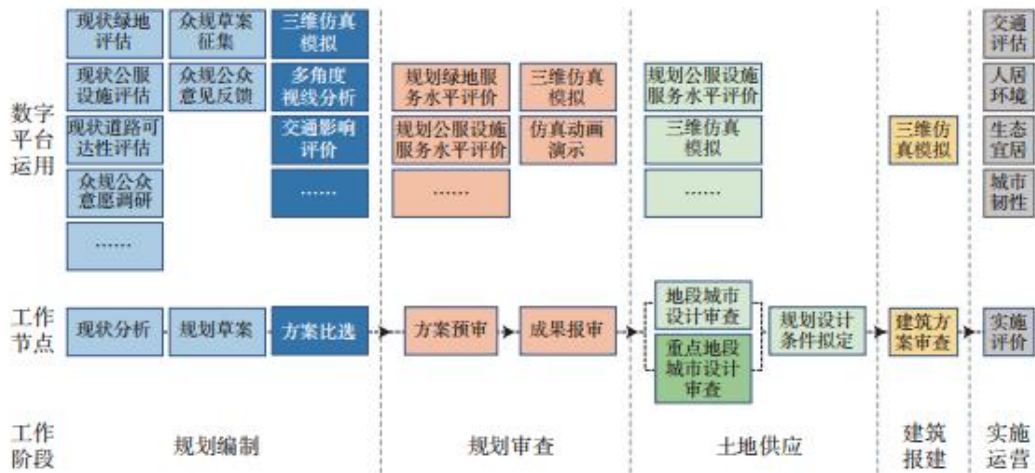 现状绿地
评估
众规草案
征集
三维仿真
模拟
交通
评估
数字
平台
运用
现状公服
设施评估
众规公众
意见反馈
多角度
视线分析
规划绿地服
务水平评价
三维仿真
模拟
规划公服设施
服务水平评价
人居
环境
现状道路可
达性评估
交通影响
评价
规划公服设施
服务水平评价
仿真动画
演示
三维仿真
模拟
三维仿
真模拟
生态
宜居
众规公众
意愿调研
……
……
……
城市
韧性
……
工作
节点
现状分析
规划草案
方案比选
方案预审
成果报审
地段城市
设计审查
重点地段
城市设计
审查
规划设计
条件拟定
建筑方
案审查
实施
评价
工作
阶段
规划编制
规划审查
土地供应
建筑
报建
实施
运营